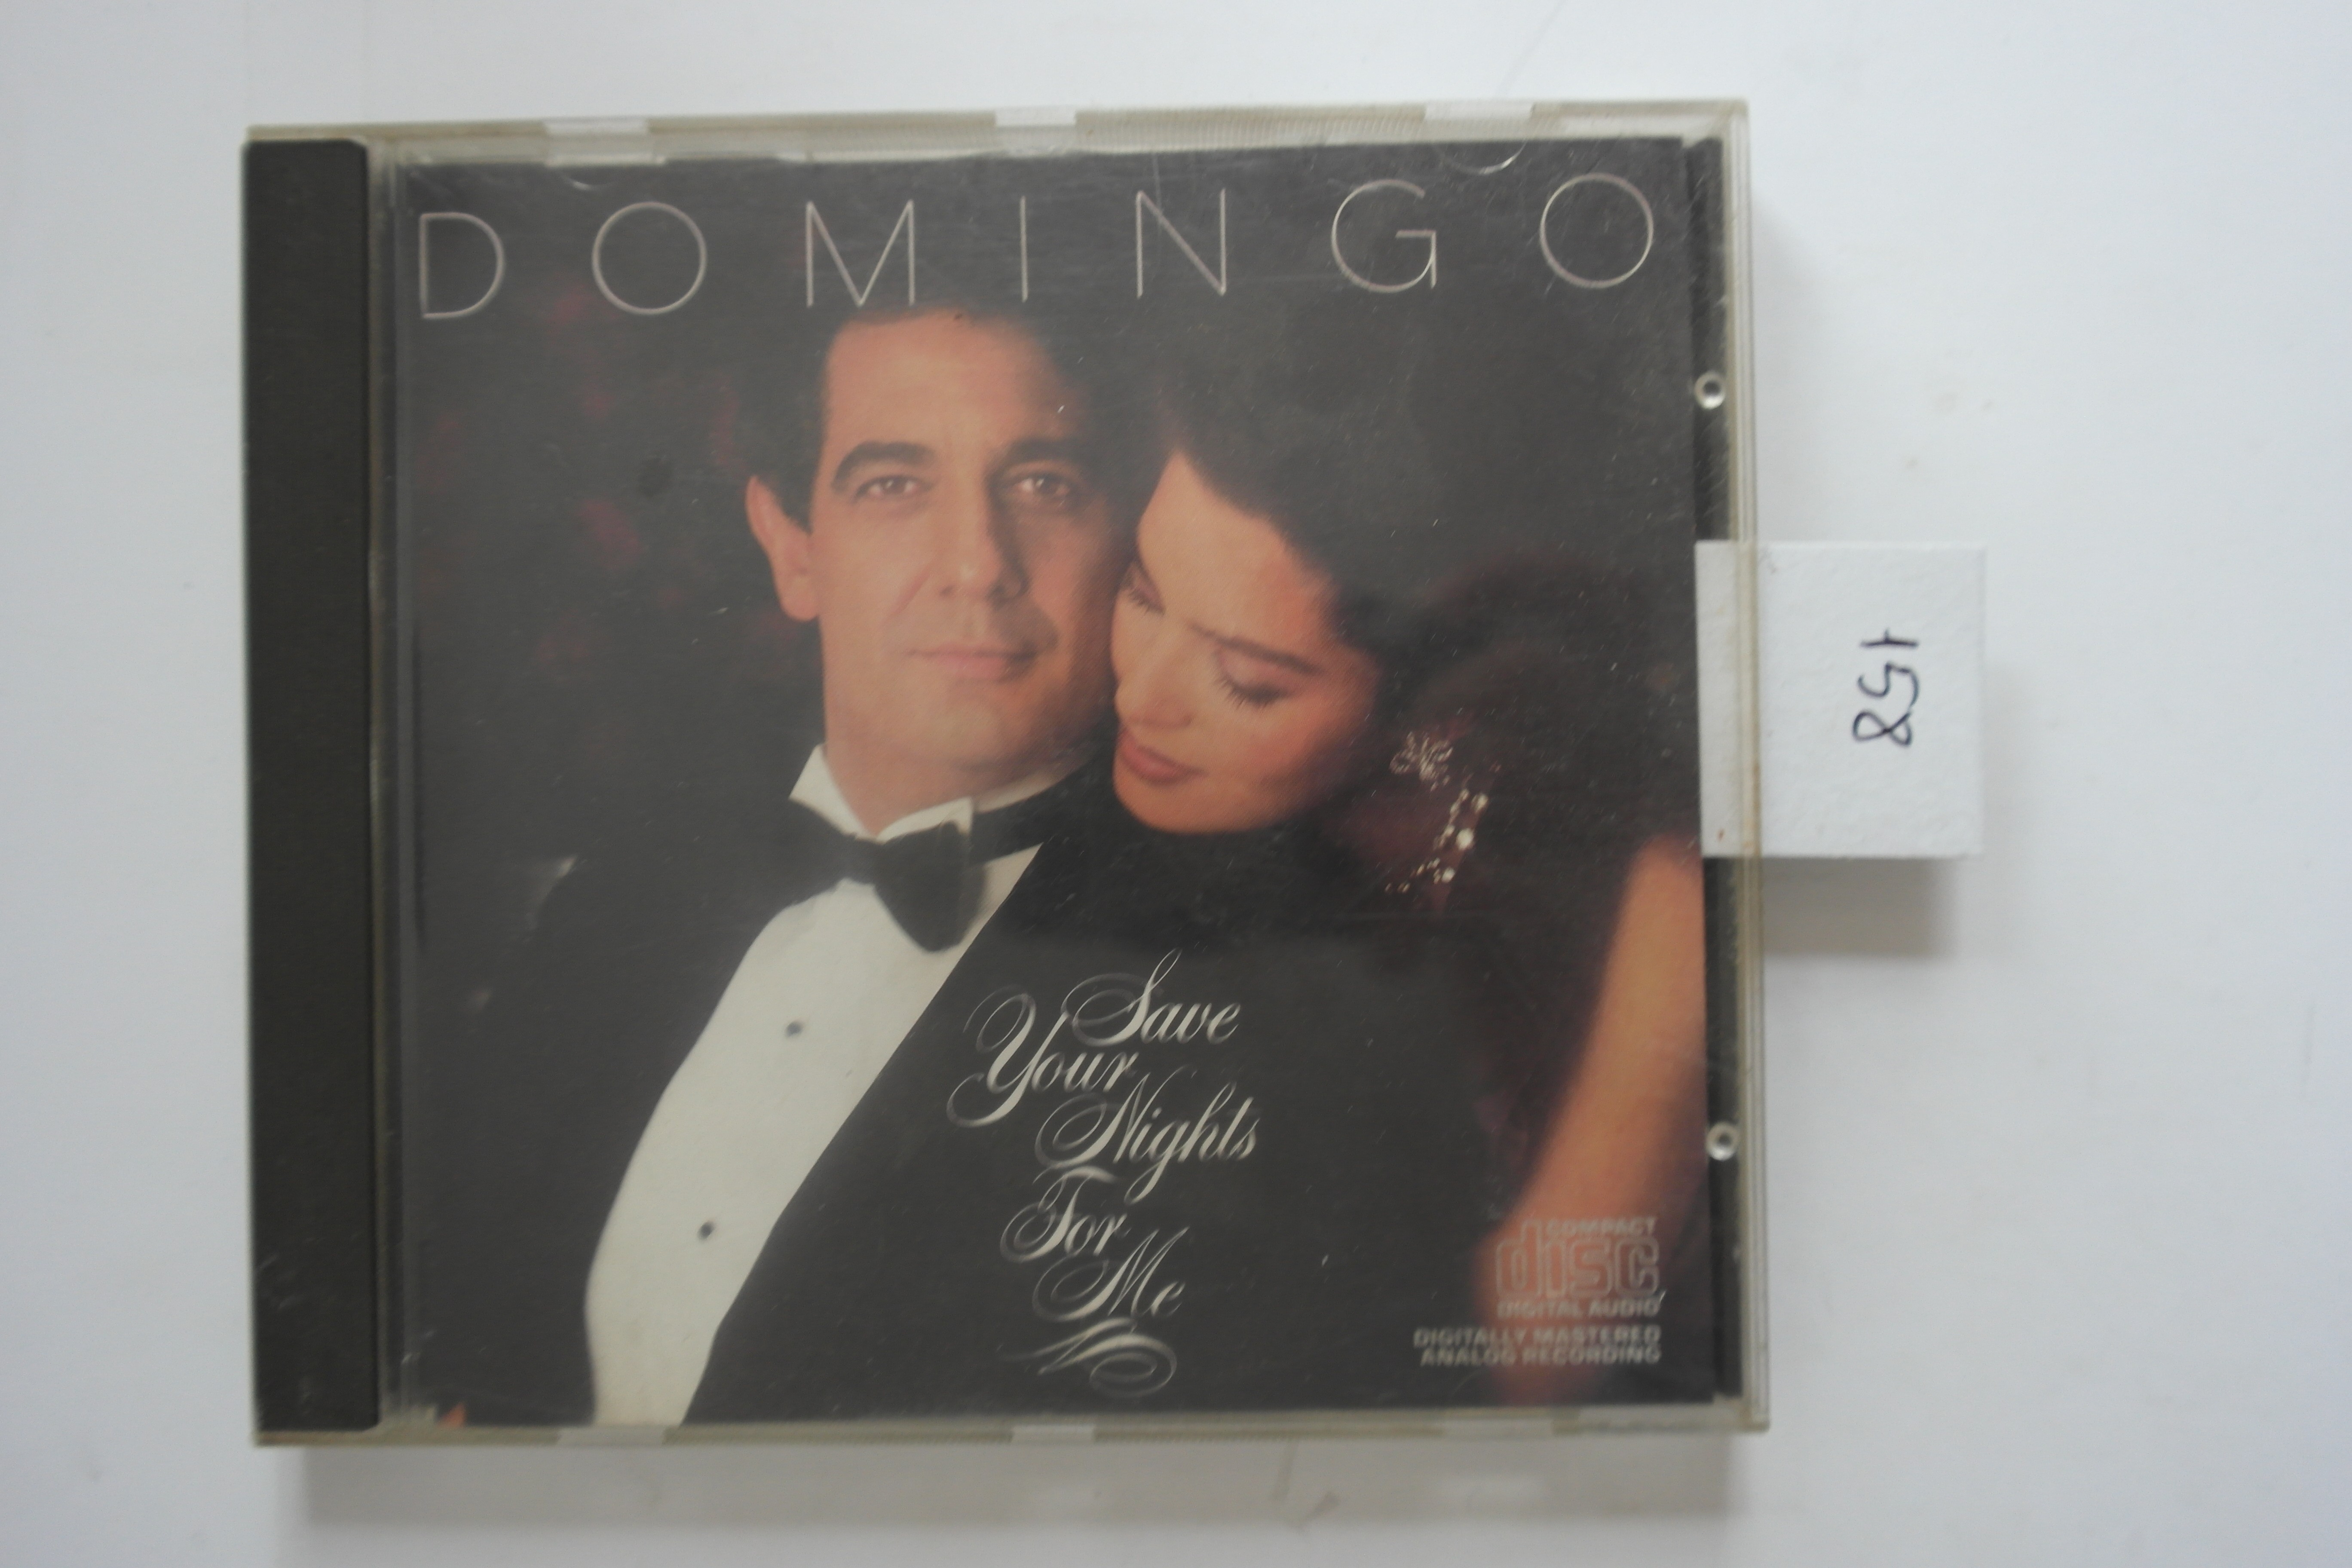 DOMINGO
Save
Your
Nights
For
Me
COMPACT
disc
DIGITAL AUDIO
DIGITALLY MASTERED
ANALOG RECORDING
158